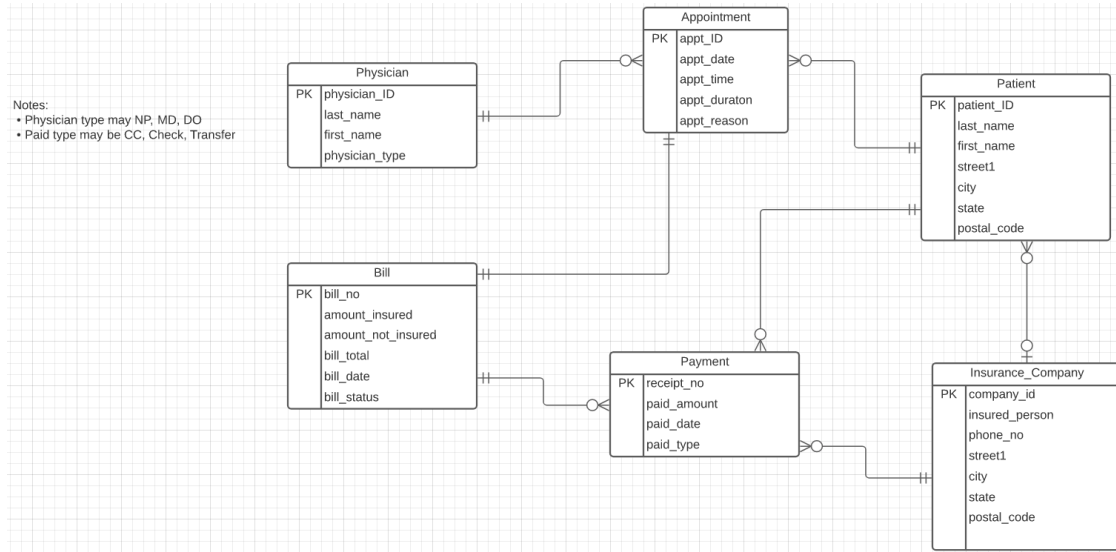 Notes:
• Physician type may NP, MD, DO
• Paid type may be CC, Check, Transfer
Physician
PK physician_ID
last_name
first_name
physician_type
Appointment
PK appt_ID
appt_date
appt_time
appt_duraton
appt_reason
Patient
PK patient_ID
last_name
first_name
street1
city
state
postal_code
Bill
PK bill_no
amount_insured
amount_not_insured
bill_total
bill_date
bill_status
Payment
PK receipt_no
paid_amount
paid_date
paid_type
Insurance_Company
PK company_id
insured_person
phone_no
street1
city
state
postal_code